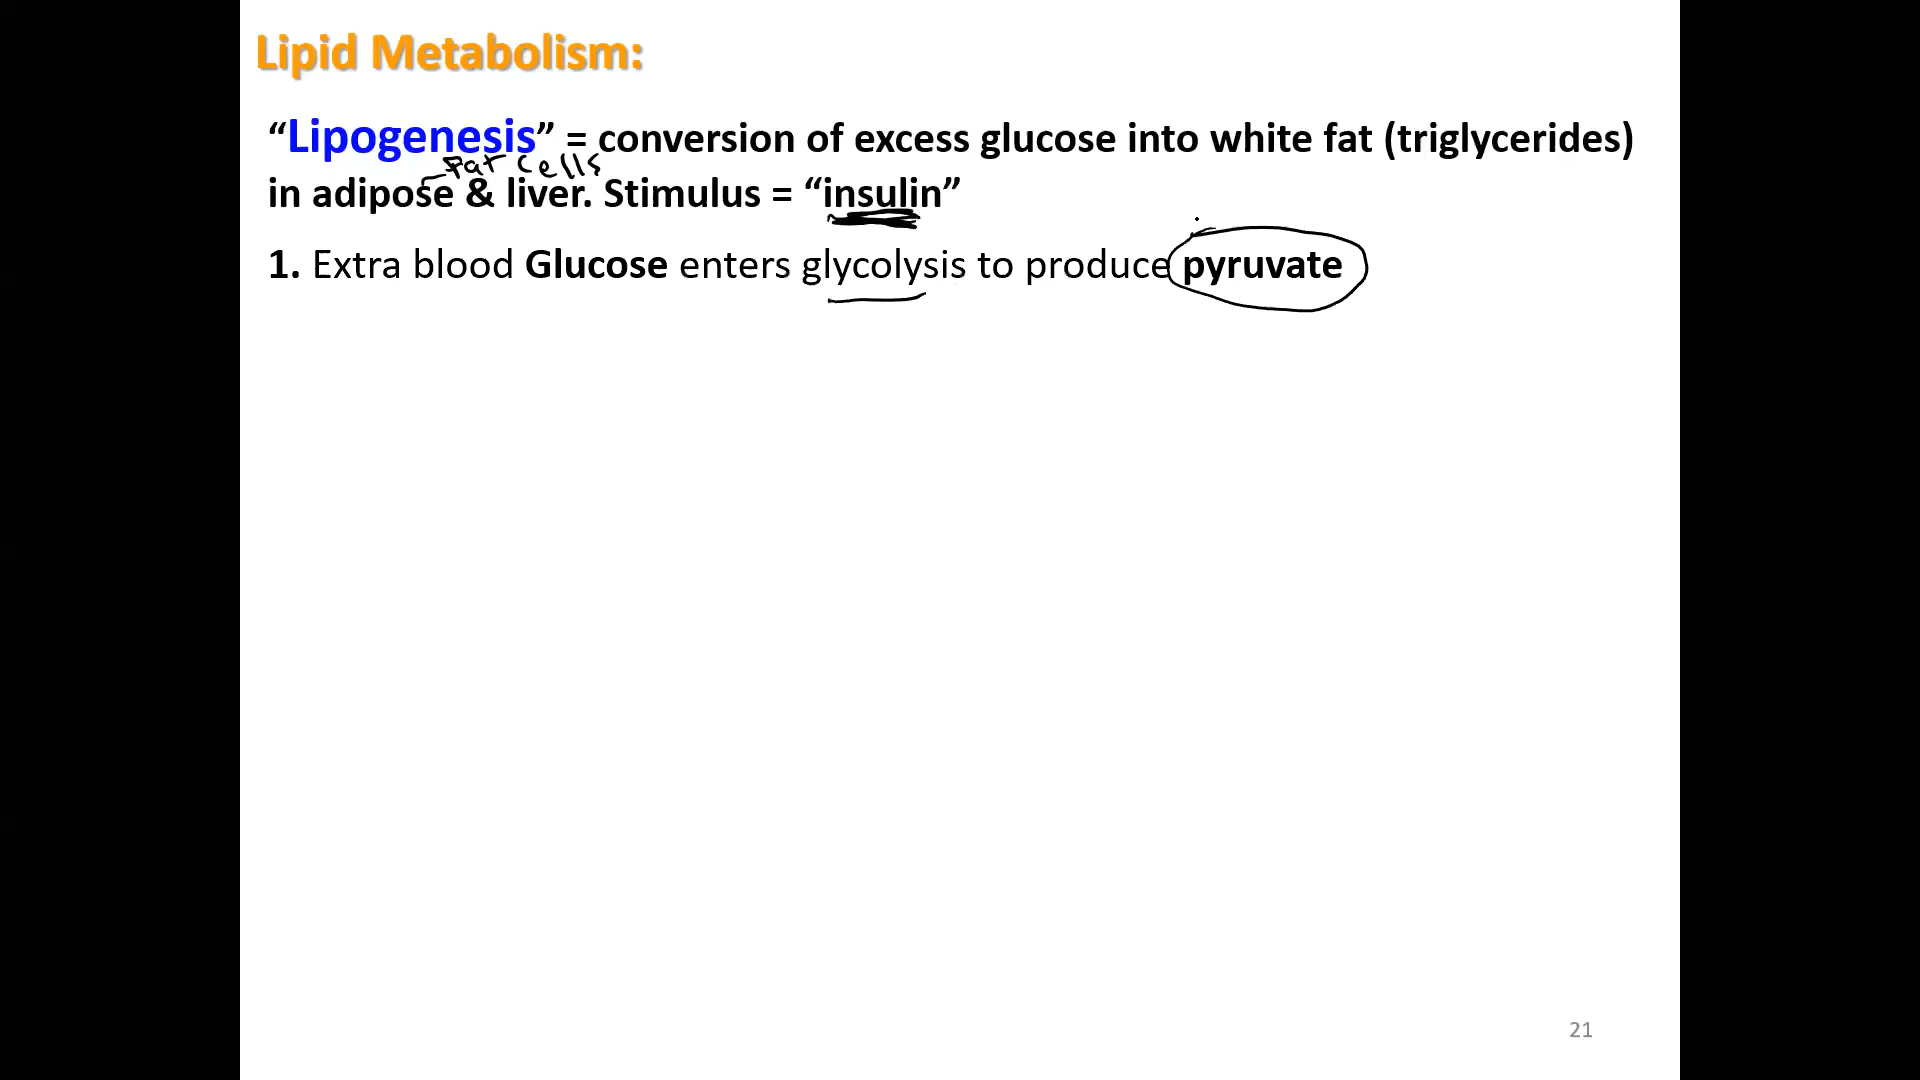 Lipid Metabolism:
“Lipogenesis” = conversion of excess glucose into white fat (triglycerides)
Fat cells
in adipose & liver. Stimulus = “insulin”
1. Extra blood Glucose enters glycolysis to produce pyruvate
21